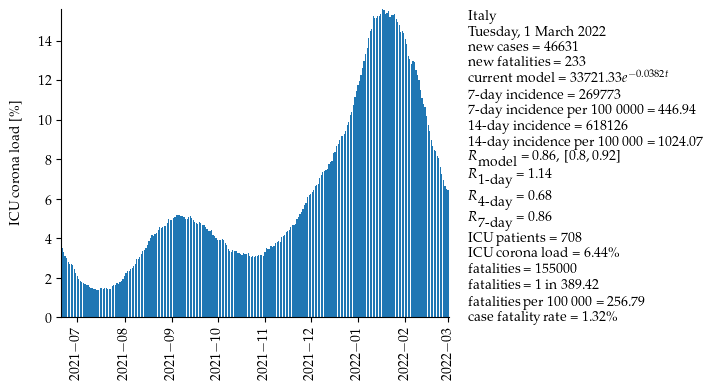 ICU corona load [%]
14
12
10
8
6
4
2
0
2021−07
2021−08
2021−09
2021−10
2021−11
2021−12
2022−01
2022−02
2022−03
Italy
Tuesday, 1 March 2022
new cases = 46631
new fatalities = 233
current model = 33721.33e^{−0.0382t}
7-day incidence = 269773
7-day incidence per 100 0000 = 446.94
14-day incidence = 618126
14-day incidence per 100 000 = 1024.07
R_model = 0.86, [0.8, 0.92]
R_1-day = 1.14
R_4-day = 0.68
R_7-day = 0.86
ICU patients = 708
ICU corona load = 6.44%
fatalities = 155000
fatalities = 1 in 389.42
fatalities per 100 000 = 256.79
case fatality rate = 1.32%